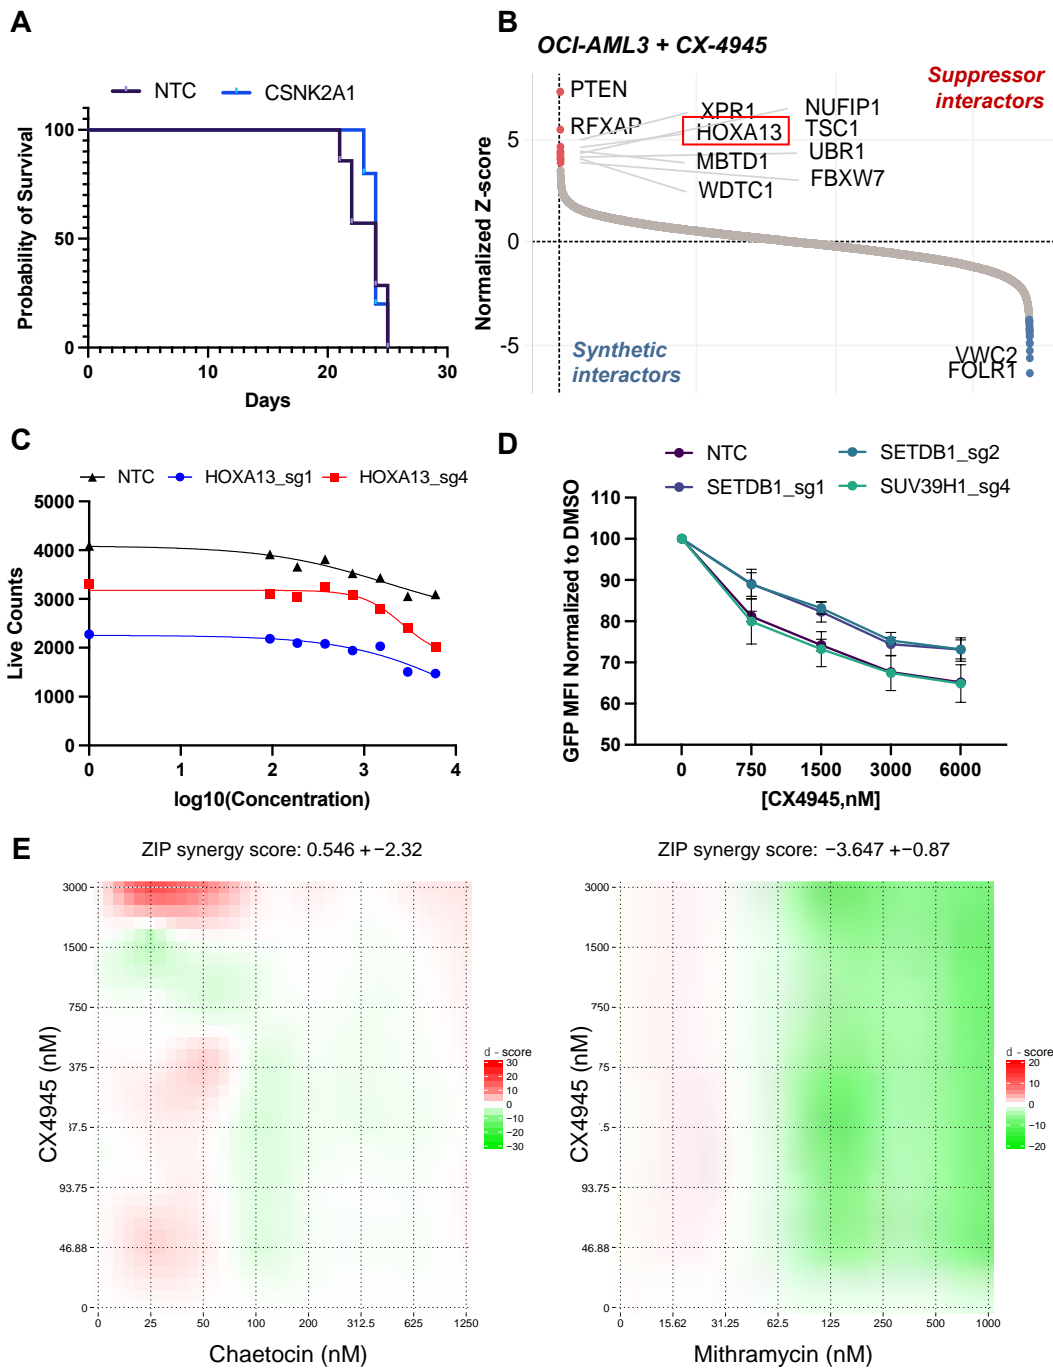 A
NTC CSNK2A1
Probability of Survival
100
50
0
0 10 20 30
Days
B
OCI-AML3 + CX-4945
Suppressor
interactors
Normalized Z-score
5
0
-5
PTEN
RFXAP
XPR1
HOXA13
MBTD1
WDTC1
NUFIP1
TSC1
UBR1
FBXW7
Synthetic
interactors
VWC2
FOLR1
C
NTC HOXA13_sg1 HOXA13_sg4
Live Counts
5000
4000
3000
2000
1000
0
0 1 2 3 4
log10(Concentration)
D
NTC SETDB1_sg2
SETDB1_sg1 SUV39H1_sg4
GFP MFI Normalized to DMSO
110
100
90
80
70
60
50
0 750 1500 3000 6000
[CX4945,nM]
E
ZIP synergy score: 0.546 +−2.32
CX4945 (nM)
3000
1500
750
375
37.5
93.75
46.88
0
0 25 50 100 200 312.5 625 1250
Chaetocin (nM)
d - score
30
20
10
0
−10
−20
−30
ZIP synergy score: −3.647 +−0.87
CX4945 (nM)
3000
1500
750
75
.5
93.75
46.88
0
0 15.62 31.25 62.5 125 250 500 1000
Mithramycin (nM)
d - score
20
10
0
−10
−20